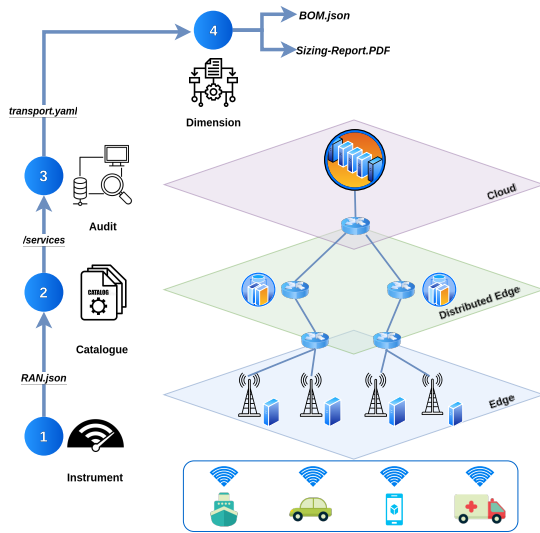 4
BOM.json
Sizing-Report.PDF
Dimension
transport.yaml
3
Audit
/services
2
CATALOG
Catalogue
RAN.json
1
Instrument
Cloud
Distributed Edge
Edge